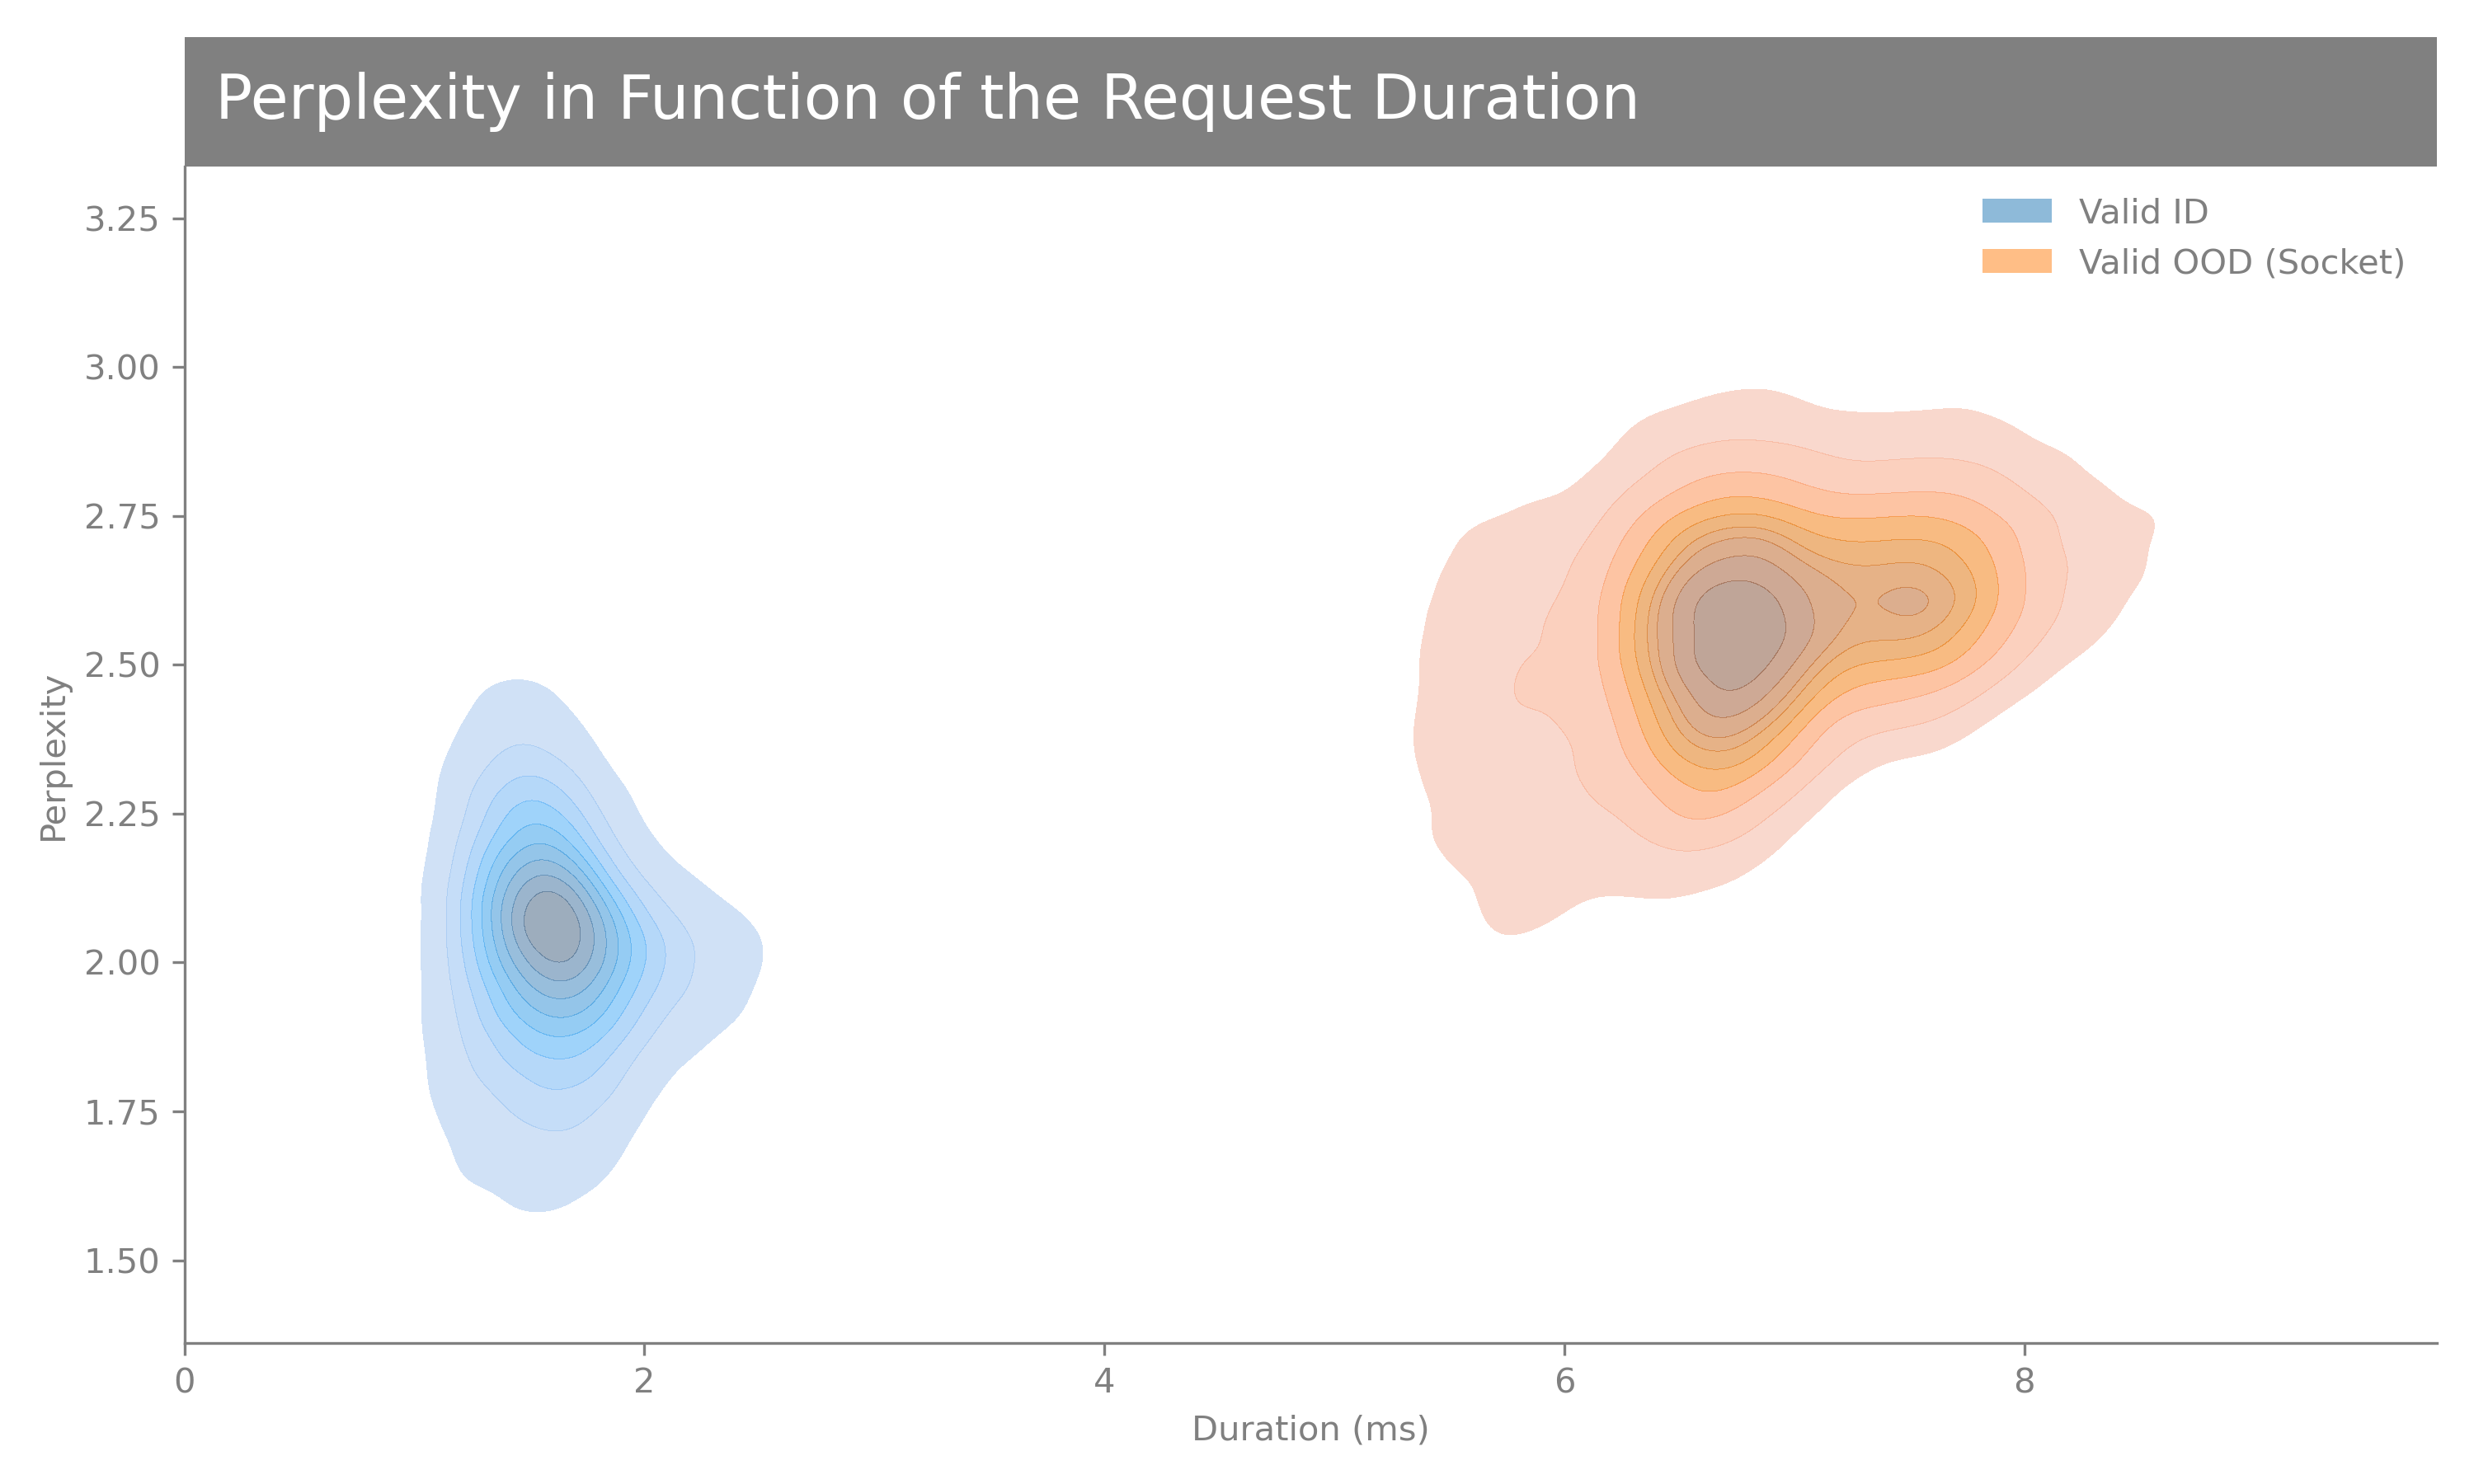 Perplexity in Function of the Request Duration
Valid ID
Valid OOD (Socket)
3.25
3.00
2.75
2.50
2.25
2.00
1.75
1.50
Perplexity
0 2 4 6 8
Duration (ms)